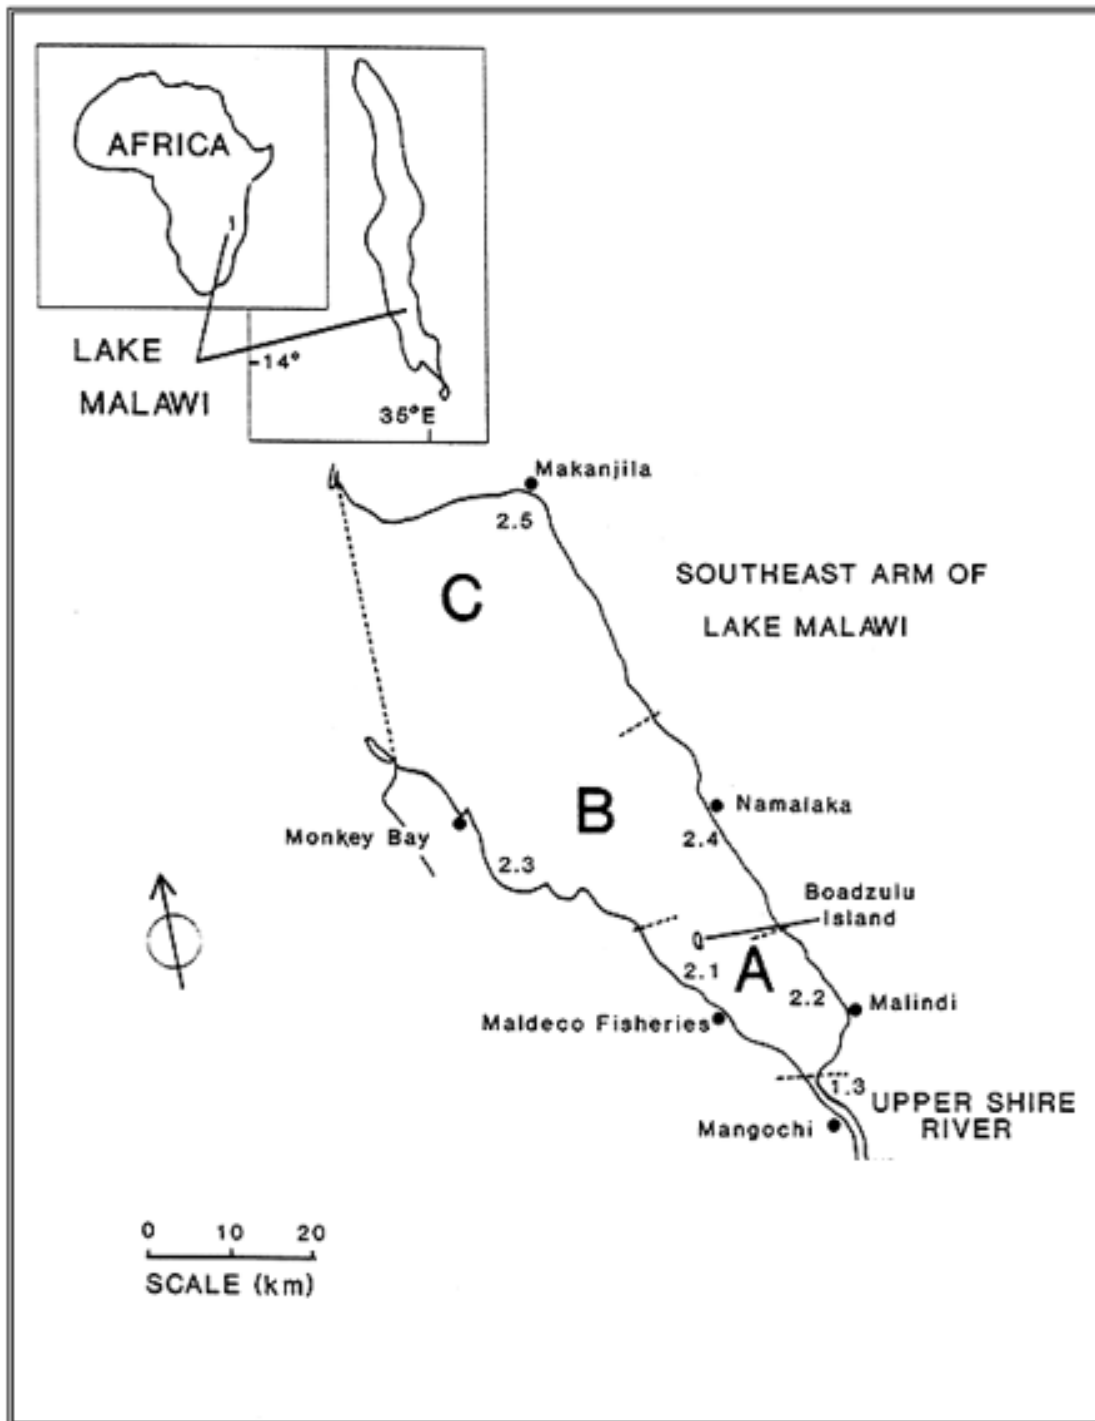 AFRICA
1
LAKE
MALAWI
14°
35°E
Makanjila
2.5
C
SOUTHEAST ARM OF
LAKE MALAWI
B
Namalaka
Monkey Bay
2.4
2.3
Boadzulu
Island
2.1
A
2.2
Malindi
Maldeco Fisheries
1.3
UPPER SHIRE
RIVER
Mangochi
0 10 20
SCALE (km)